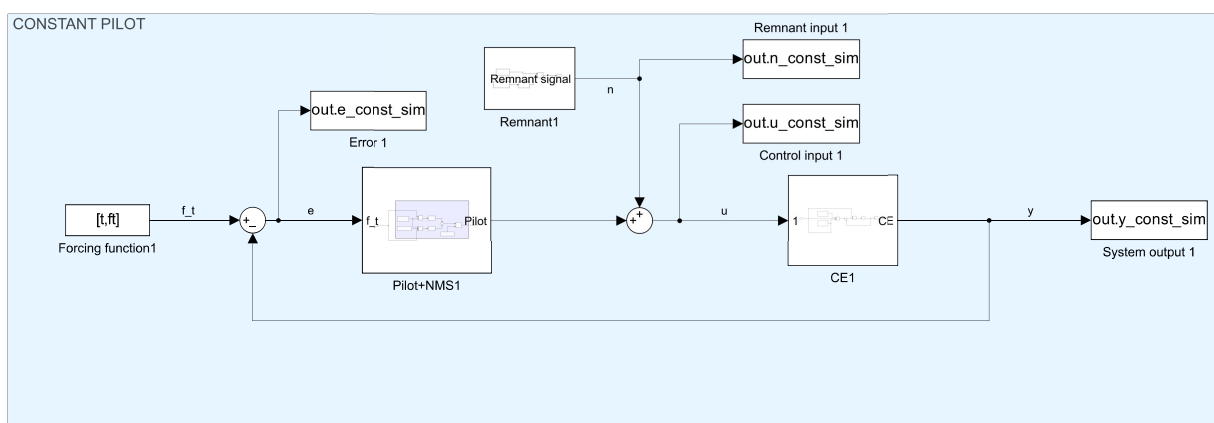 CONSTANT PILOT
Remnant input 1
out.n_const_sim
Remnant signal
n
Remnant1
out.e_const_sim
Error 1
out.u_const_sim
Control input 1
[t,ft]
f_t
Forcing function1
+
_
e
f_t
Pilot
Pilot+NMS1
+
+
u
1
CE
CE1
y
out.y_const_sim
System output 1